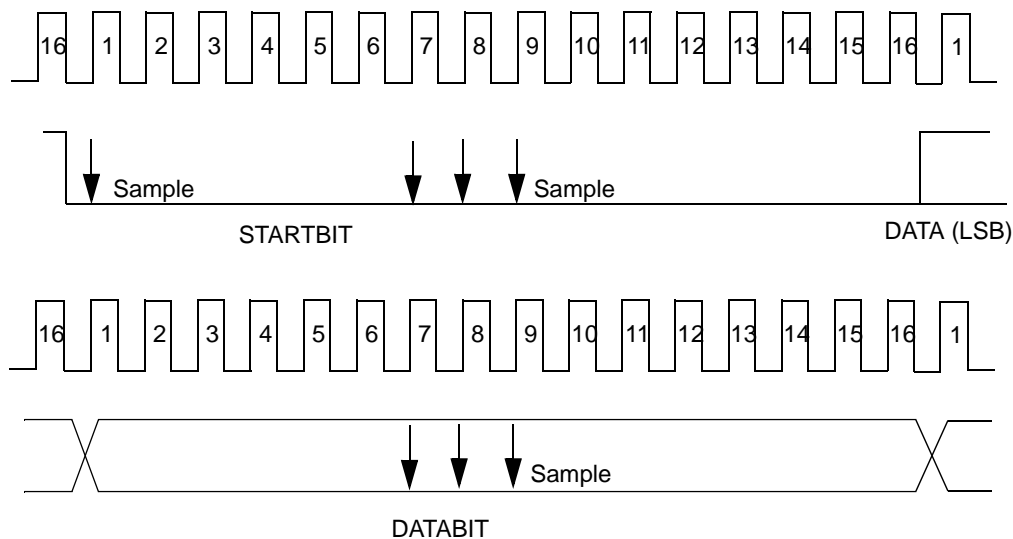 16 1 2 3 4 5 6 7 8 9 10 11 12 13 14 15 16 1
Sample Sample
STARTBIT DATA (LSB)
16 1 2 3 4 5 6 7 8 9 10 11 12 13 14 15 16 1
Sample
DATABIT